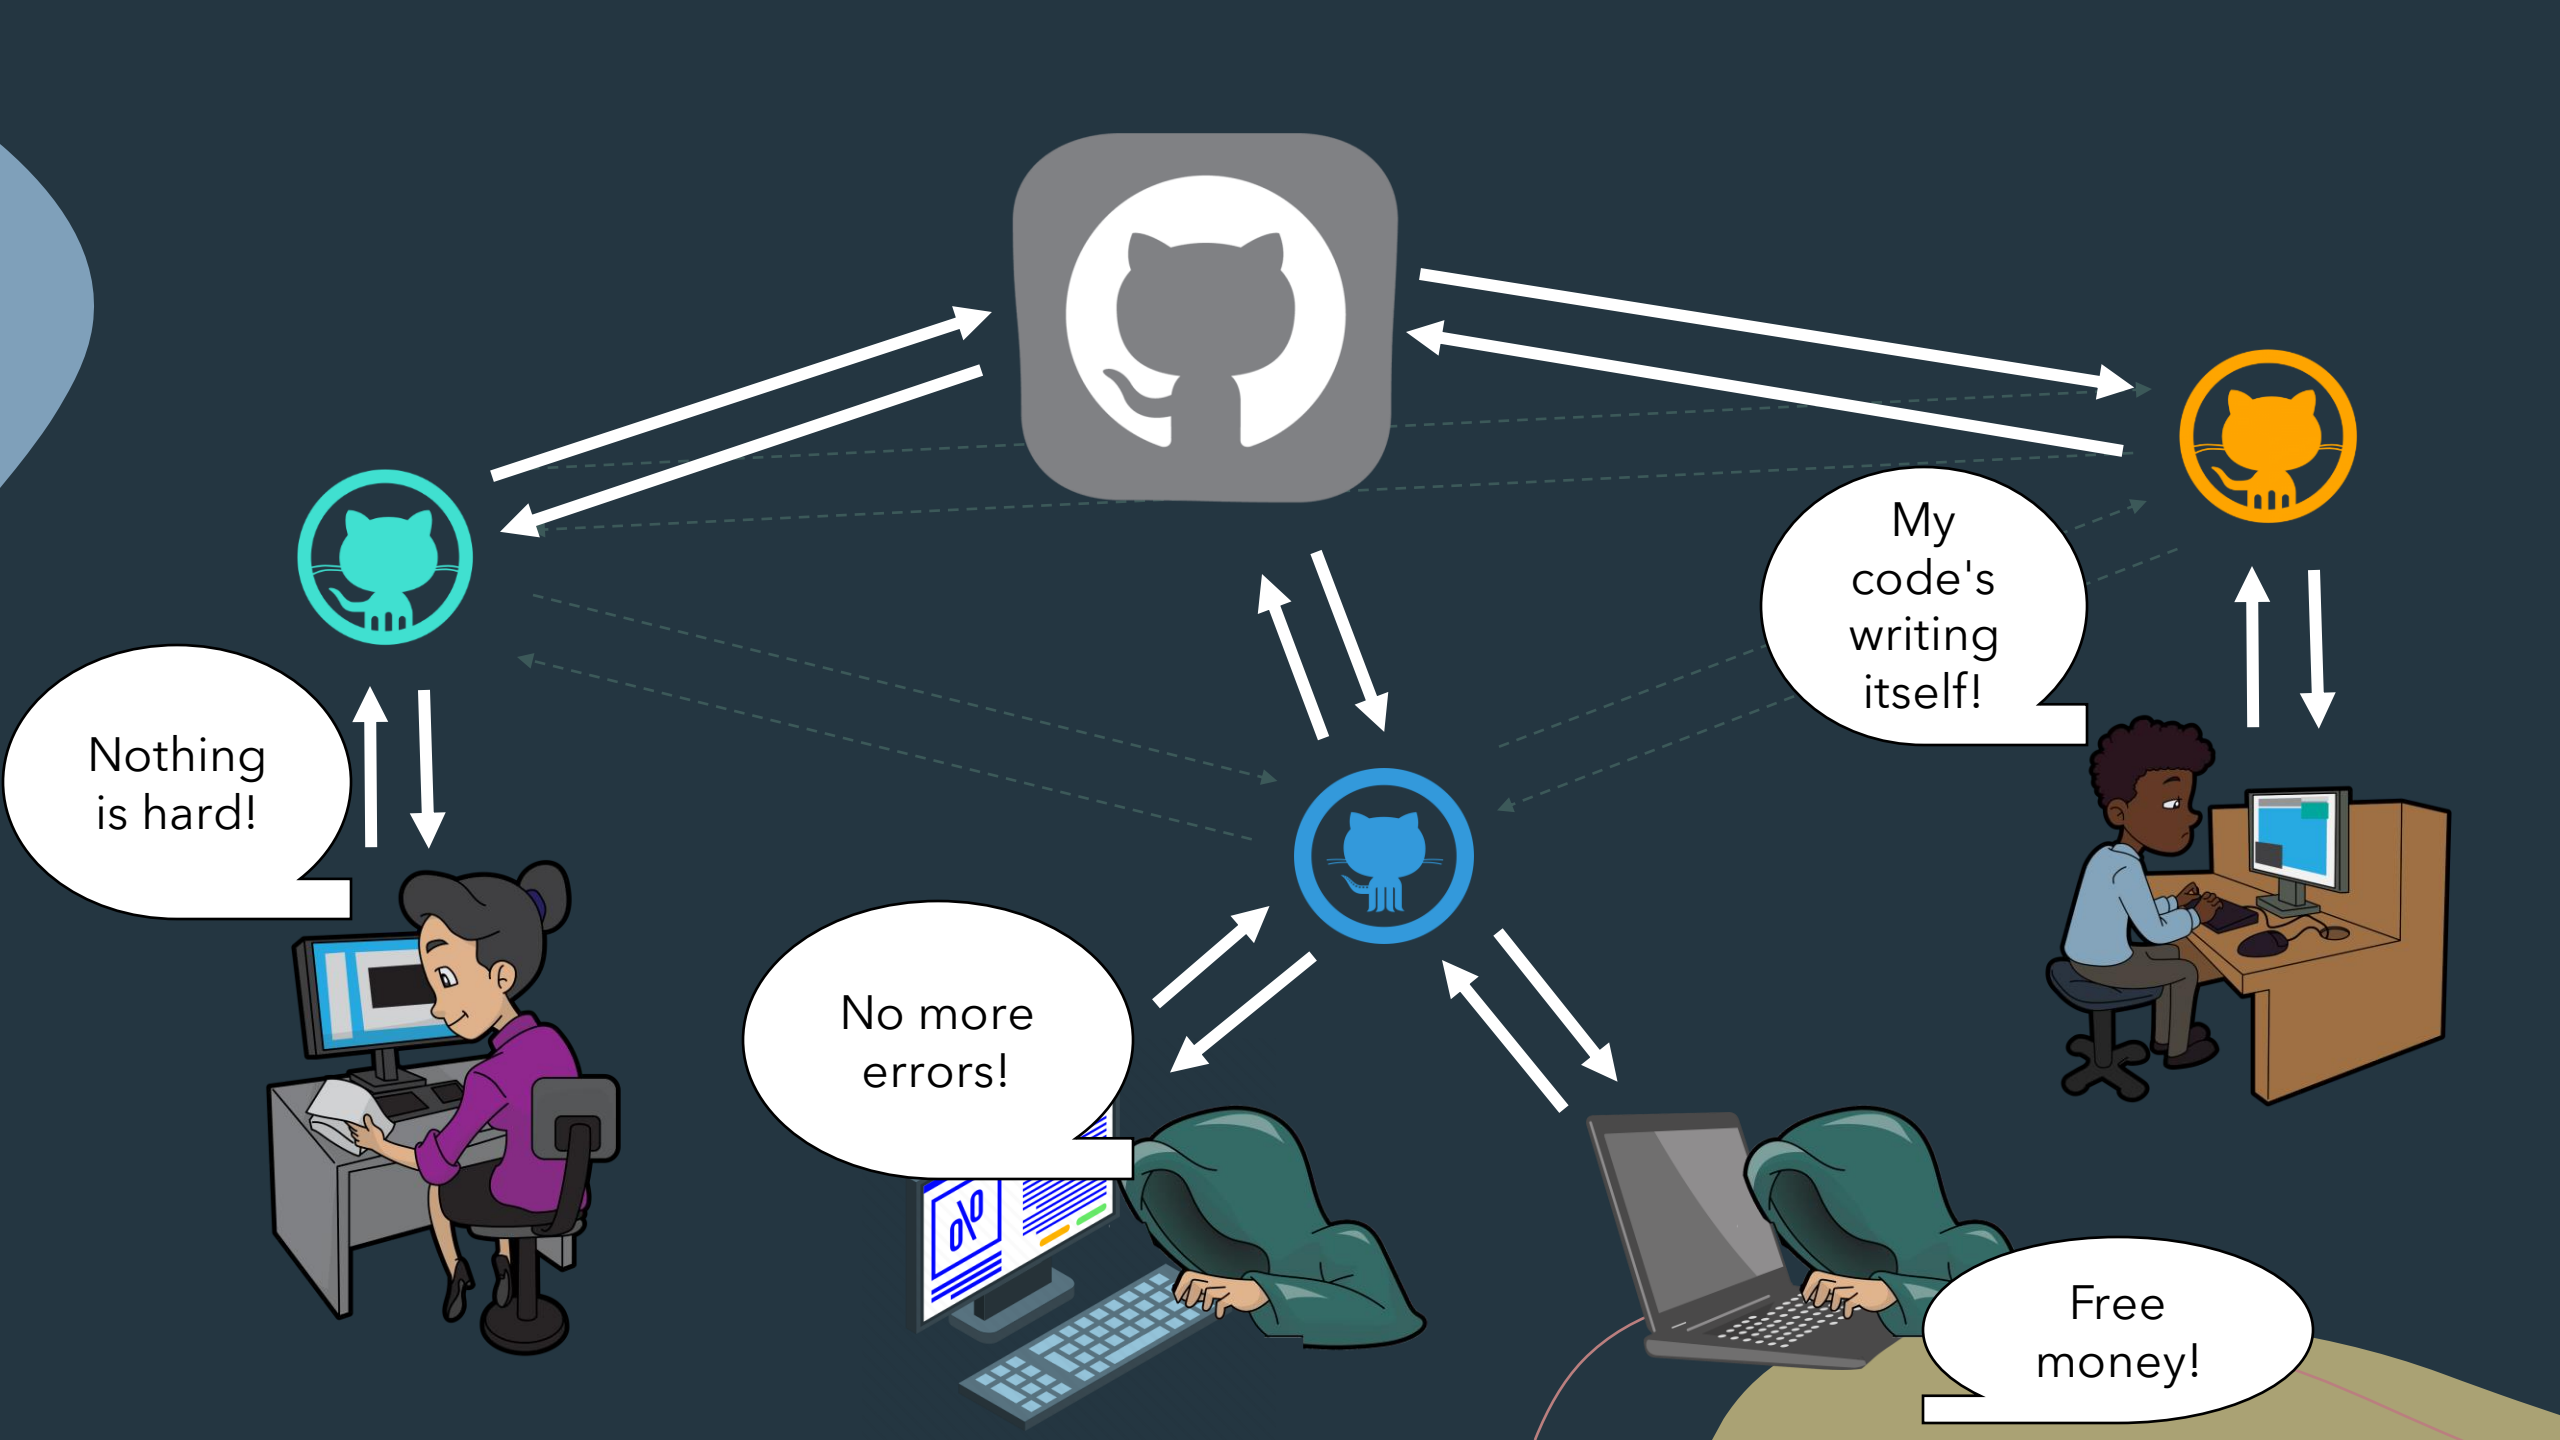 My
code's
writing
itself!
Nothing
is hard!
No more
errors!
Free
money!